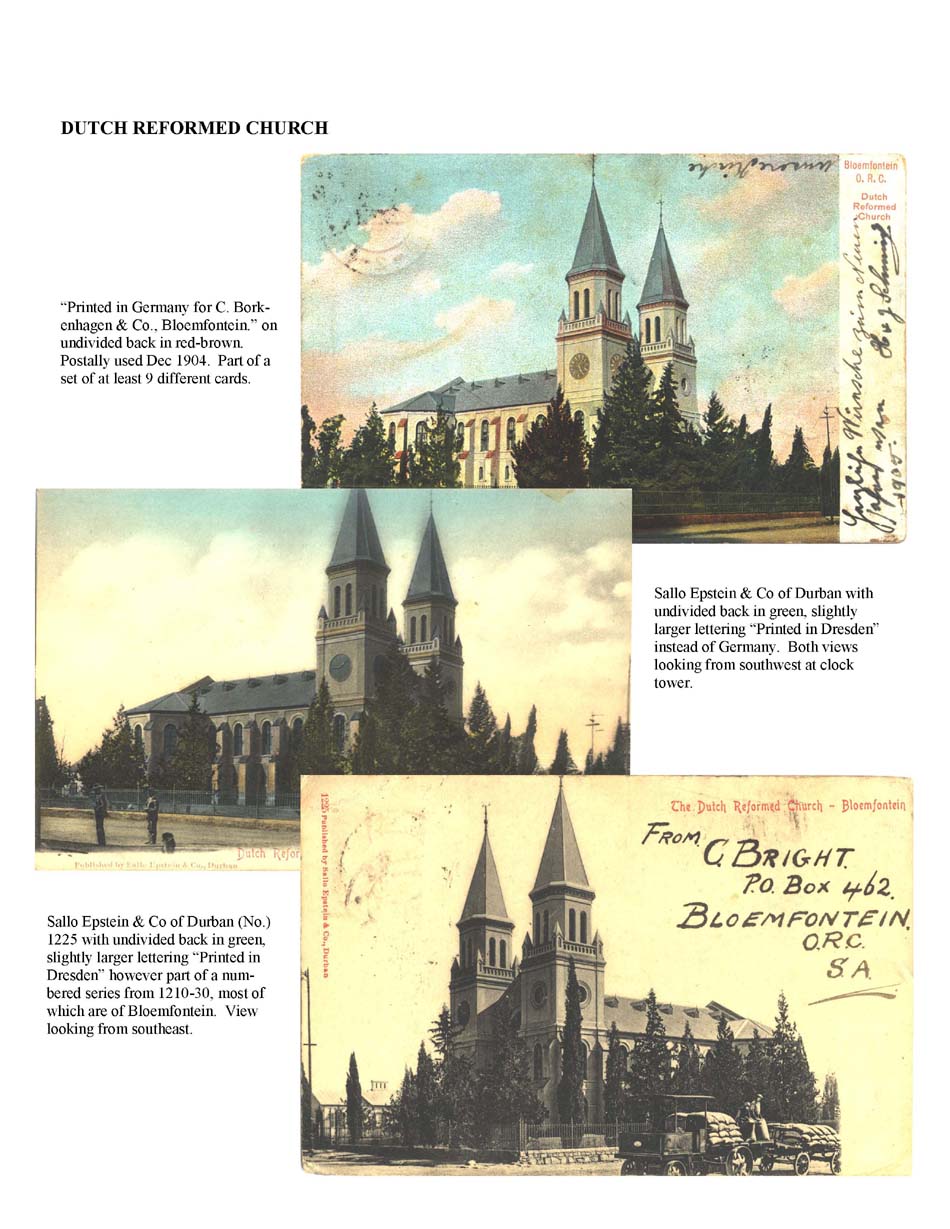 DUTCH REFORMED CHURCH
Bloemfontein
O. R. C.
Dutch
Reformed
Church
Wünsche zum Neuen
1905.
“Printed in Germany for C. Bork-
enhagen & Co., Bloemfontein.” on
undivided back in red-brown.
Postally used Dec 1904.  Part of a
set of at least 9 different cards.
Sallo Epstein & Co of Durban with
undivided back in green, slightly
larger lettering “Printed in Dresden”
instead of Germany.  Both views
looking from southwest at clock
tower.
Dutch Refor
Published by Sallo Epstein & Co., Durban
1225 Published by Sallo Epstein & Co., Durban
The Dutch Reformed Church - Bloemfontein
FROM
C BRIGHT.
P.O. BOX 462.
BLOEMFONTEIN.
O.R.C.
S.A.
Sallo Epstein & Co of Durban (No.)
1225 with undivided back in green,
slightly larger lettering “Printed in
Dresden” however part of a num-
bered series from 1210-30, most of
which are of Bloemfontein.  View
looking from southeast.